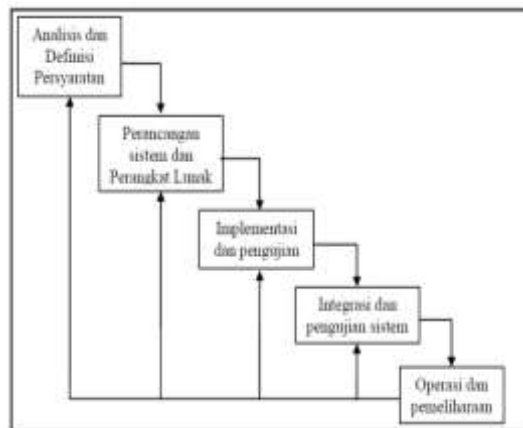 Analisis dan
Definisi
Persyaratan
Perancangan
sistem dan
Perangkat Lunak
Implementasi
dan pengujian
Integrasi dan
pengujian sistem
Operasi dan
pemeliharaan